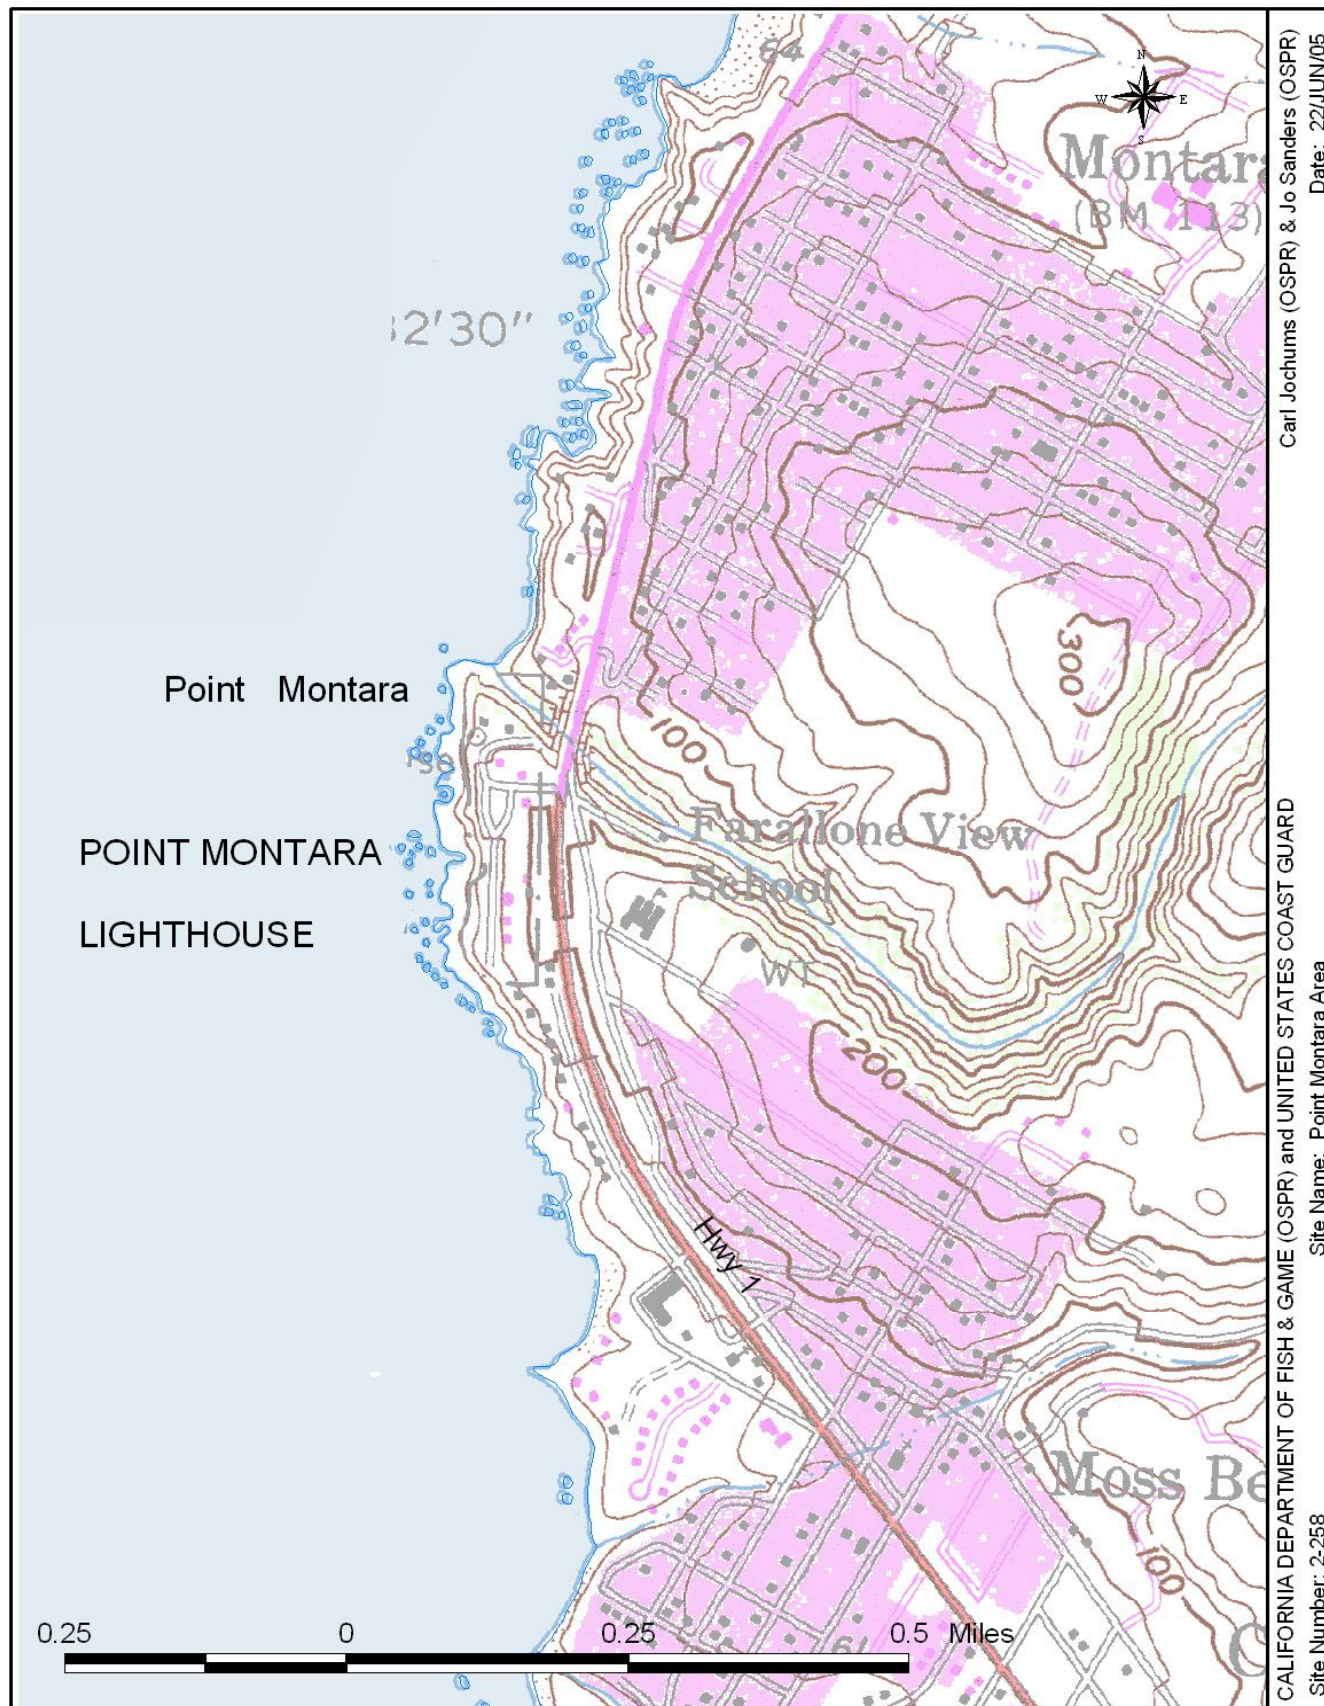 64
N
W E
S
Montara
(BM 113)
32'30"
300
Point Montara
100
Farallone View
School
POINT MONTARA
LIGHTHOUSE
WT
200
Hwy 1
Moss Be
100
0.25 0 0.25 0.5 Miles
CALIFORNIA DEPARTMENT OF FISH & GAME (OSPR) and UNITED STATES COAST GUARD Carl Jochums (OSPR) & Jo Sanders (OSPR)
Site Number: 2-258 Site Name: Point Montara Area Date: 22/JUN/05